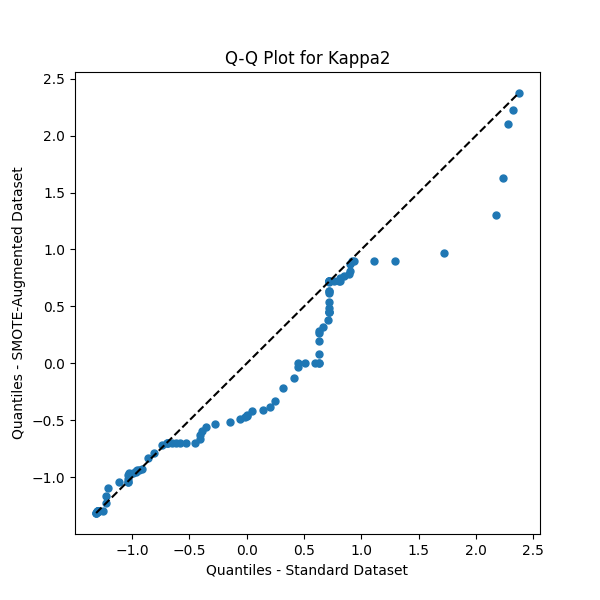 Q-Q Plot for Kappa2
Quantiles - SMOTE-Augmented Dataset
2.5
2.0
1.5
1.0
0.5
0.0
−0.5
−1.0
−1.0 −0.5 0.0 0.5 1.0 1.5 2.0 2.5
Quantiles - Standard Dataset